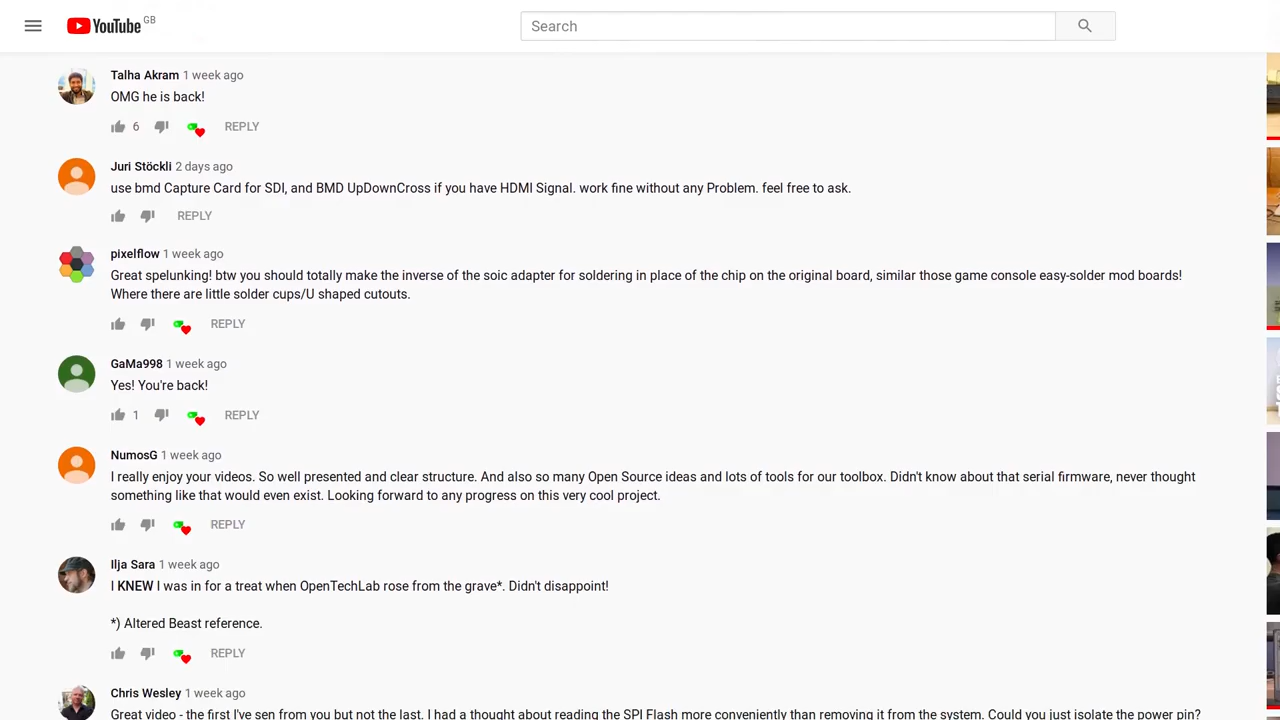 YouTube GB
Search
Talha Akram 1 week ago
OMG he is back!
6 REPLY
Juri Stöckli 2 days ago
use bmd Capture Card for SDI, and BMD UpDownCross if you have HDMI Signal. work fine without any Problem. feel free to ask.
REPLY
pixelflow 1 week ago
Great spelunking! btw you should totally make the inverse of the soic adapter for soldering in place of the chip on the original board, similar those game console easy-solder mod boards!
Where there are little solder cups/U shaped cutouts.
REPLY
GaMa998 1 week ago
Yes! You're back!
1 REPLY
NumosG 1 week ago
I really enjoy your videos. So well presented and clear structure. And also so many Open Source ideas and lots of tools for our toolbox. Didn't know about that serial firmware, never thought
something like that would even exist. Looking forward to any progress on this very cool project.
REPLY
Ilja Sara 1 week ago
I KNEW I was in for a treat when OpenTechLab rose from the grave*. Didn't disappoint!
*) Altered Beast reference.
REPLY
Chris Wesley 1 week ago
Great video - the first I've sen from you but not the last. I had a thought about reading the SPI Flash more conveniently than removing it from the system. Could you just isolate the power pin?